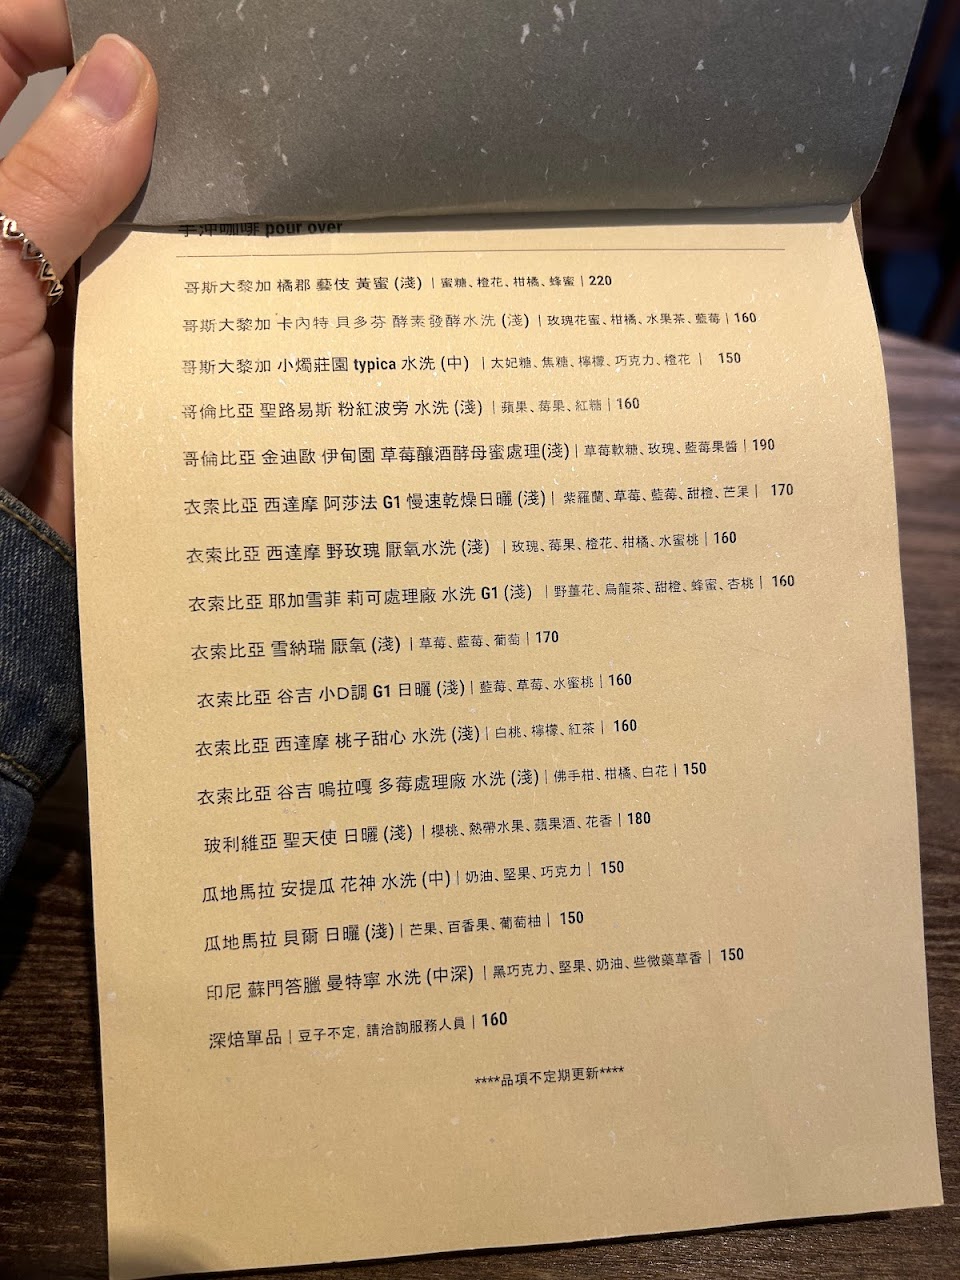 手沖咖啡 pour over
哥斯大黎加 橘郡 藝伎 黃蜜 (淺) | 蜜糖、橙花、柑橘、蜂蜜 | 220
哥斯大黎加 卡內特 貝多芬 酵素發酵水洗 (淺) | 玫瑰花蜜、柑橘、水果茶、藍莓 | 160
哥斯大黎加 小燭莊園 typica 水洗 (中) | 太妃糖、焦糖、檸檬、巧克力、橙花 | 150
哥倫比亞 聖路易斯 粉紅波旁 水洗 (淺) | 蘋果、莓果、紅糖 | 160
哥倫比亞 金迪歐 伊甸園 草莓釀酒酵母蜜處理(淺) | 草莓軟糖、玫瑰、藍莓果醬 | 190
衣索比亞 西達摩 阿莎法 G1 慢速乾燥日曬 (淺) | 紫羅蘭、草莓、藍莓、甜橙、芒果 | 170
衣索比亞 西達摩 野玫瑰 厭氧水洗 (淺) | 玫瑰、莓果、橙花、柑橘、水蜜桃 | 160
衣索比亞 耶加雪菲 莉可處理廠 水洗 G1 (淺) | 野薑花、烏龍茶、甜橙、蜂蜜、杏桃 | 160
衣索比亞 雪納瑞 厭氧 (淺) | 草莓、藍莓、葡萄 | 170
衣索比亞 谷吉 小D調 G1 日曬 (淺) | 藍莓、草莓、水蜜桃 | 160
衣索比亞 西達摩 桃子甜心 水洗 (淺) | 白桃、檸檬、紅茶 | 160
衣索比亞 谷吉 嗚拉嘎 多莓處理廠 水洗 (淺) | 佛手柑、柑橘、白花 | 150
玻利維亞 聖天使 日曬 (淺) | 櫻桃、熱帶水果、蘋果酒、花香 | 180
瓜地馬拉 安提瓜 花神 水洗 (中) | 奶油、堅果、巧克力 | 150
瓜地馬拉 貝爾 日曬 (淺) | 芒果、百香果、葡萄柚 | 150
印尼 蘇門答臘 曼特寧 水洗 (中深) | 黑巧克力、堅果、奶油、些微藥草香 | 150
深焙單品 | 豆子不定, 請洽詢服務人員 | 160
****品項不定期更新****